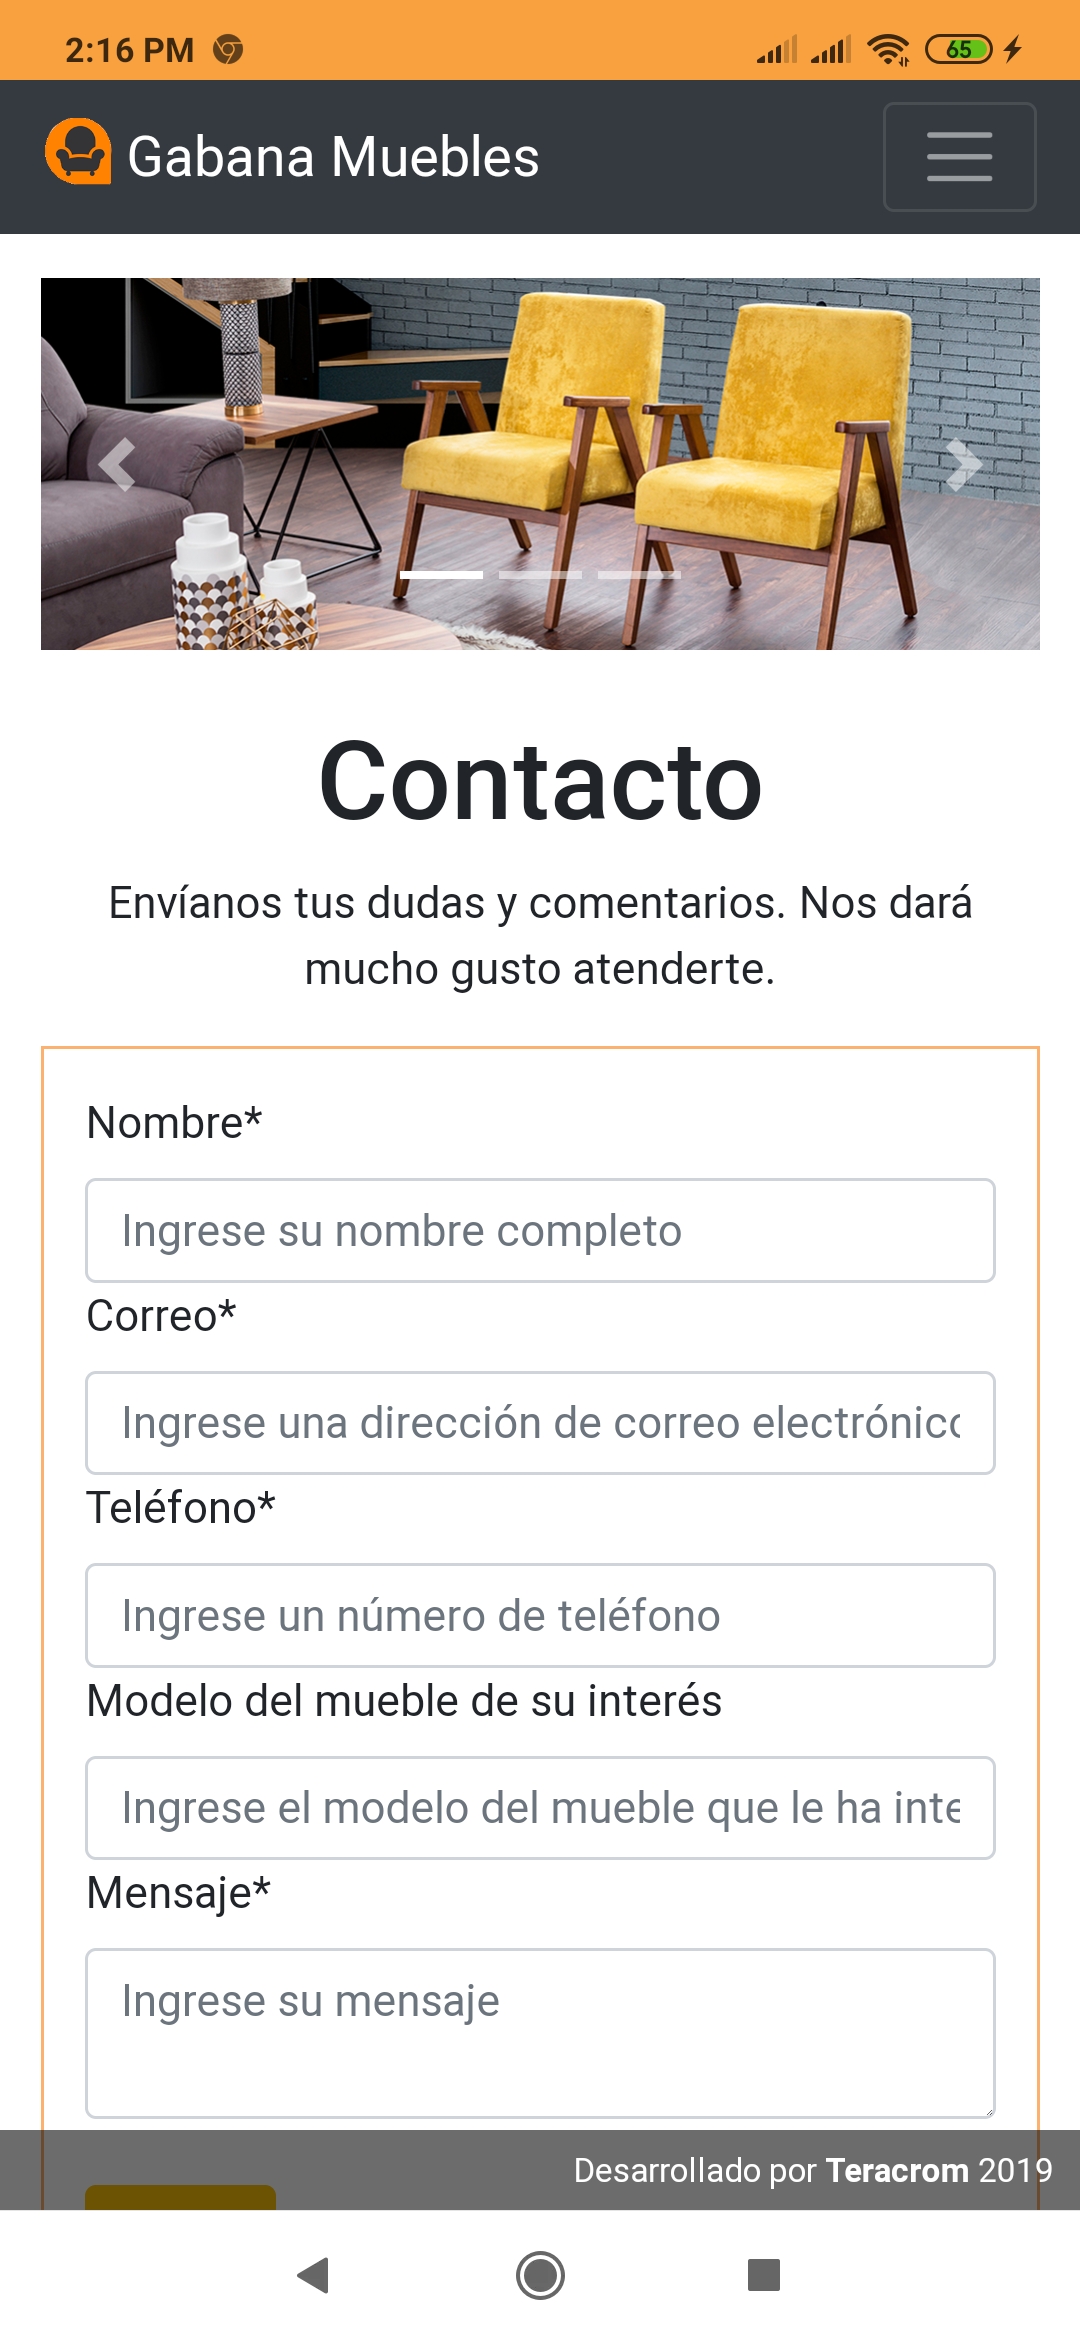 2:16 PM
65
Gabana Muebles
Contacto
Envíanos tus dudas y comentarios. Nos dará
mucho gusto atenderte.
Nombre*
Ingrese su nombre completo
Correo*
Ingrese una dirección de correo electrónico
Teléfono*
Ingrese un número de teléfono
Modelo del mueble de su interés
Ingrese el modelo del mueble que le ha inte
Mensaje*
Ingrese su mensaje
Desarrollado por Teracrom 2019